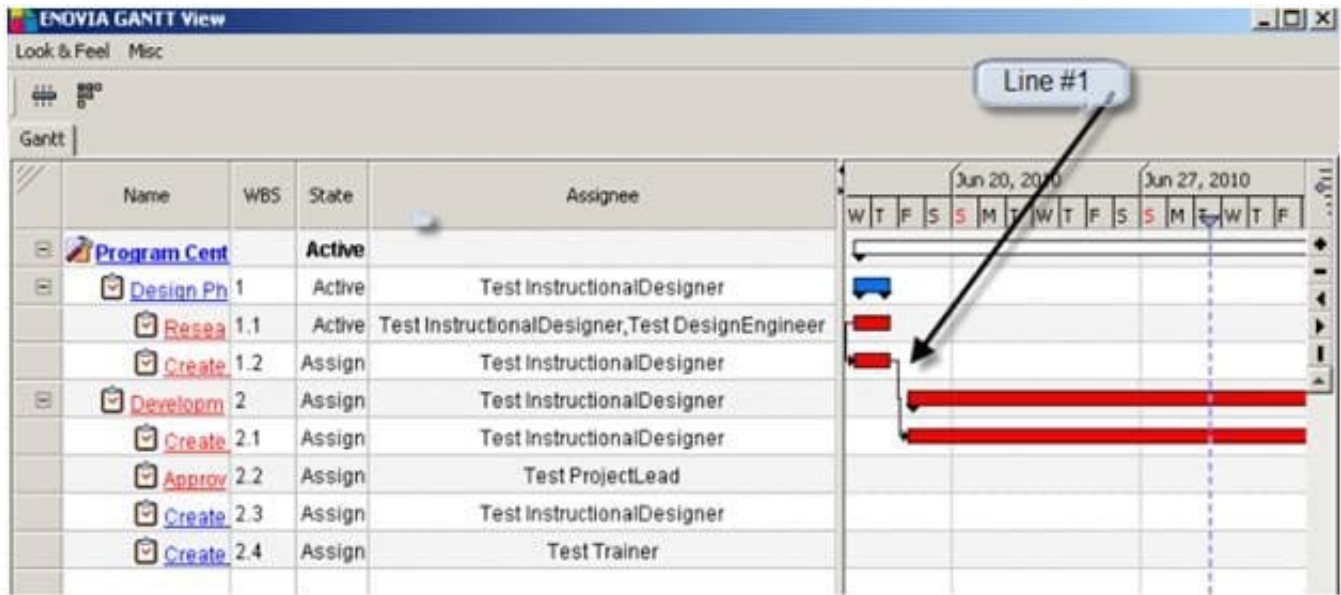 ENOVIA GANTT View
Look & Feel Misc
Line #1
Gantt
Name WBS State Assignee Jun 20, 2010 Jun 27, 2010
W T F S S M T W T F S S M T W T F
Program Cent Active
Design Ph 1 Active Test InstructionalDesigner
Resea 1.1 Active Test InstructionalDesigner,Test DesignEngineer
Create 1.2 Assign Test InstructionalDesigner
Developm 2 Assign Test InstructionalDesigner
Create 2.1 Assign Test InstructionalDesigner
Approv 2.2 Assign Test ProjectLead
Create 2.3 Assign Test InstructionalDesigner
Create 2.4 Assign Test Trainer